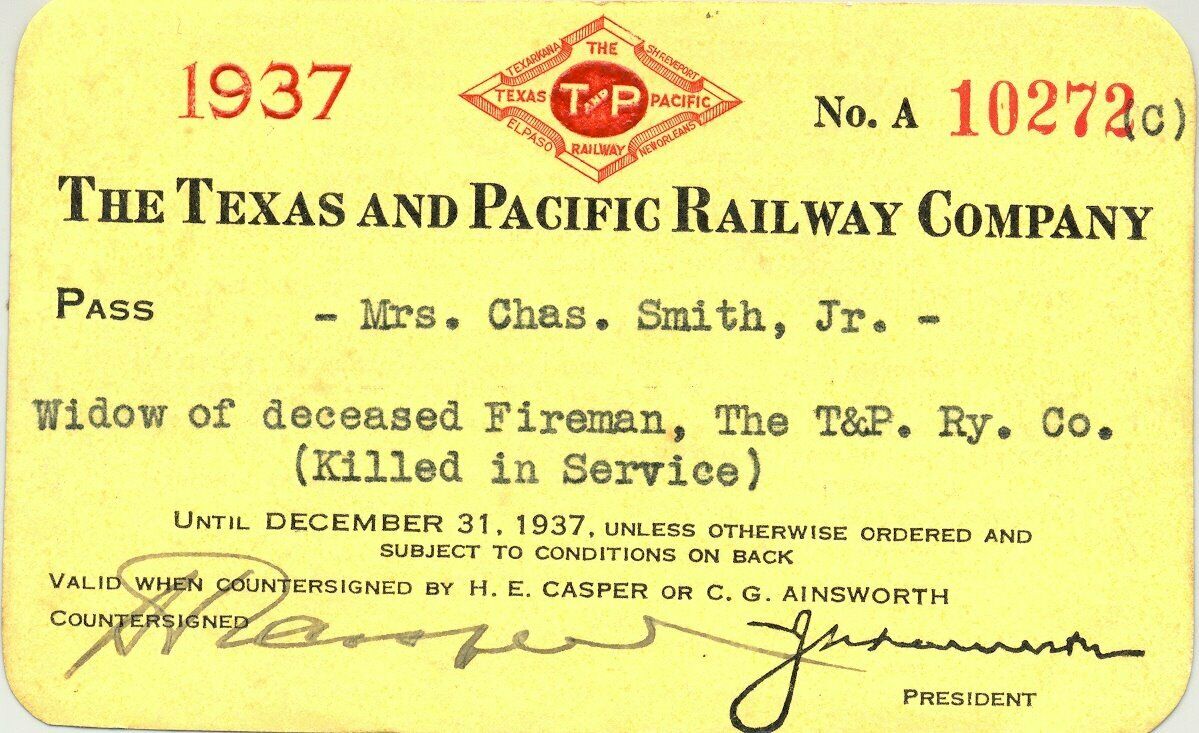 1937
TEXARKANA THE SHREVEPORT
TEXAS T AND P PACIFIC
EL PASO RAILWAY NEW ORLEANS
No. A 10272(C)
THE TEXAS AND PACIFIC RAILWAY COMPANY
PASS - Mrs. Chas. Smith, Jr. -
Widow of deceased Fireman, The T&P. Ry. Co.
(Killed in Service)
UNTIL DECEMBER 31, 1937, UNLESS OTHERWISE ORDERED AND
SUBJECT TO CONDITIONS ON BACK
VALID WHEN COUNTERSIGNED BY H. E. CASPER OR C. G. AINSWORTH
COUNTERSIGNED H E Casper
PRESIDENT